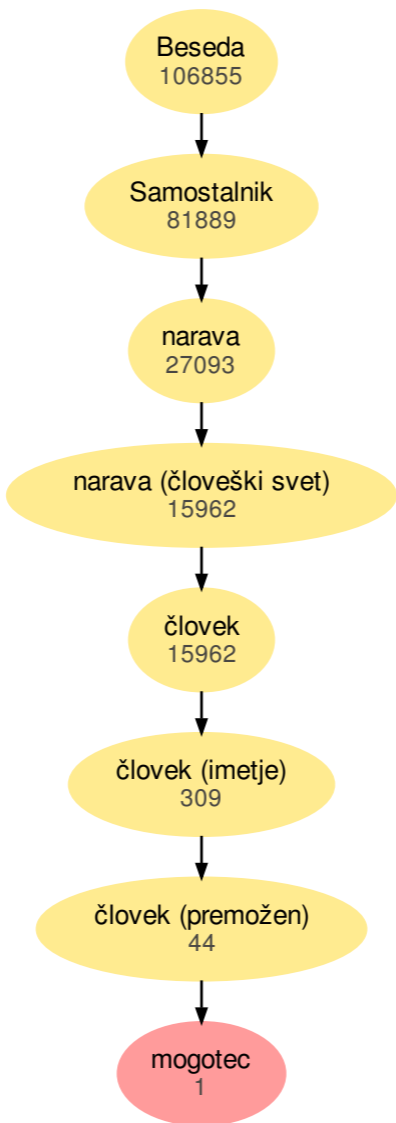 Beseda
106855
Samostalnik
81889
narava
27093
narava (človeški svet)
15962
človek
15962
človek (imetje)
309
človek (premožen)
44
mogotec
1